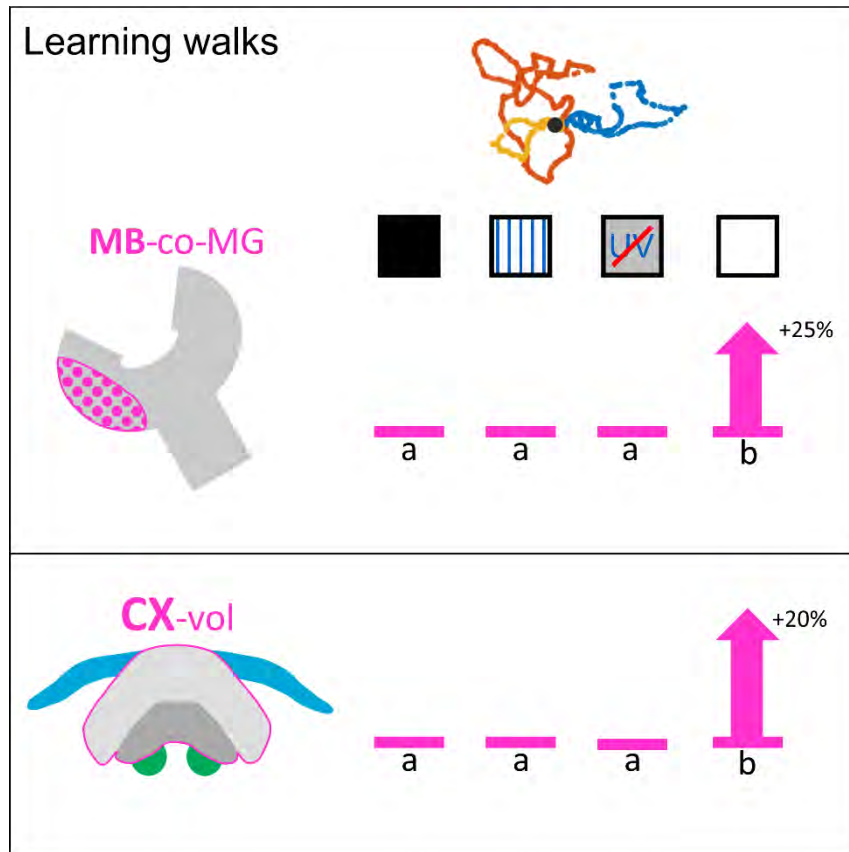 Learning walks
MB-co-MG
UV
+25%
a a a b
CX-vol
+20%
a a a b